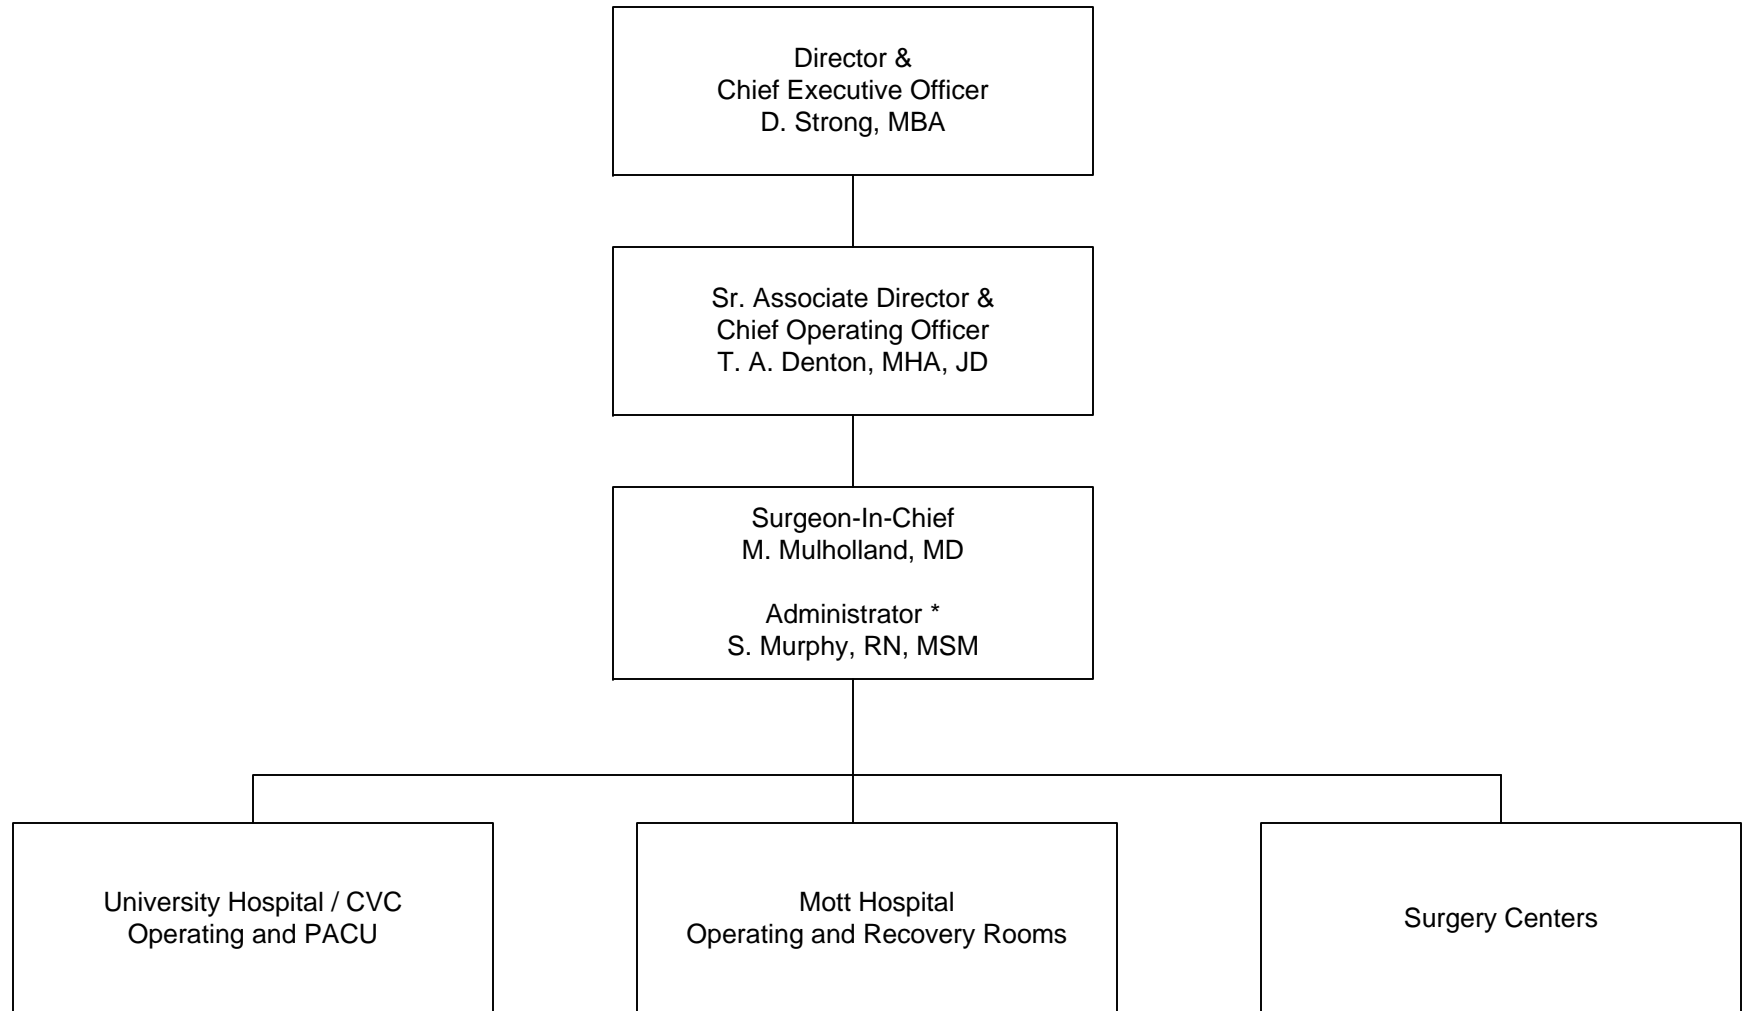 Director &
Chief Executive Officer
D. Strong, MBA
Sr. Associate Director &
Chief Operating Officer
T. A. Denton, MHA, JD
Surgeon-In-Chief
M. Mulholland, MD
Administrator *
S. Murphy, RN, MSM
University Hospital / CVC
Operating and PACU
Mott Hospital
Operating and Recovery Rooms
Surgery Centers